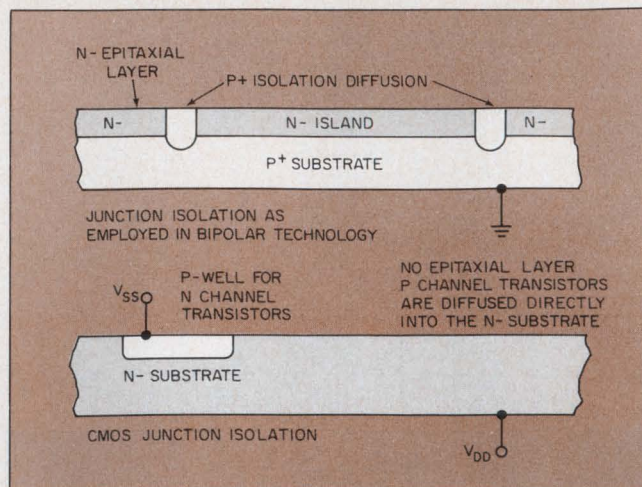 N- EPITAXIAL
LAYER
P+ ISOLATION DIFFUSION
N-
N- ISLAND
N-
P+ SUBSTRATE
JUNCTION ISOLATION AS
EMPLOYED IN BIPOLAR TECHNOLOGY
P-WELL FOR
N CHANNEL
TRANSISTORS
VSS
NO EPITAXIAL LAYER
P CHANNEL TRANSISTORS
ARE DIFFUSED DIRECTLY
INTO THE N- SUBSTRATE
N- SUBSTRATE
CMOS JUNCTION ISOLATION
VDD